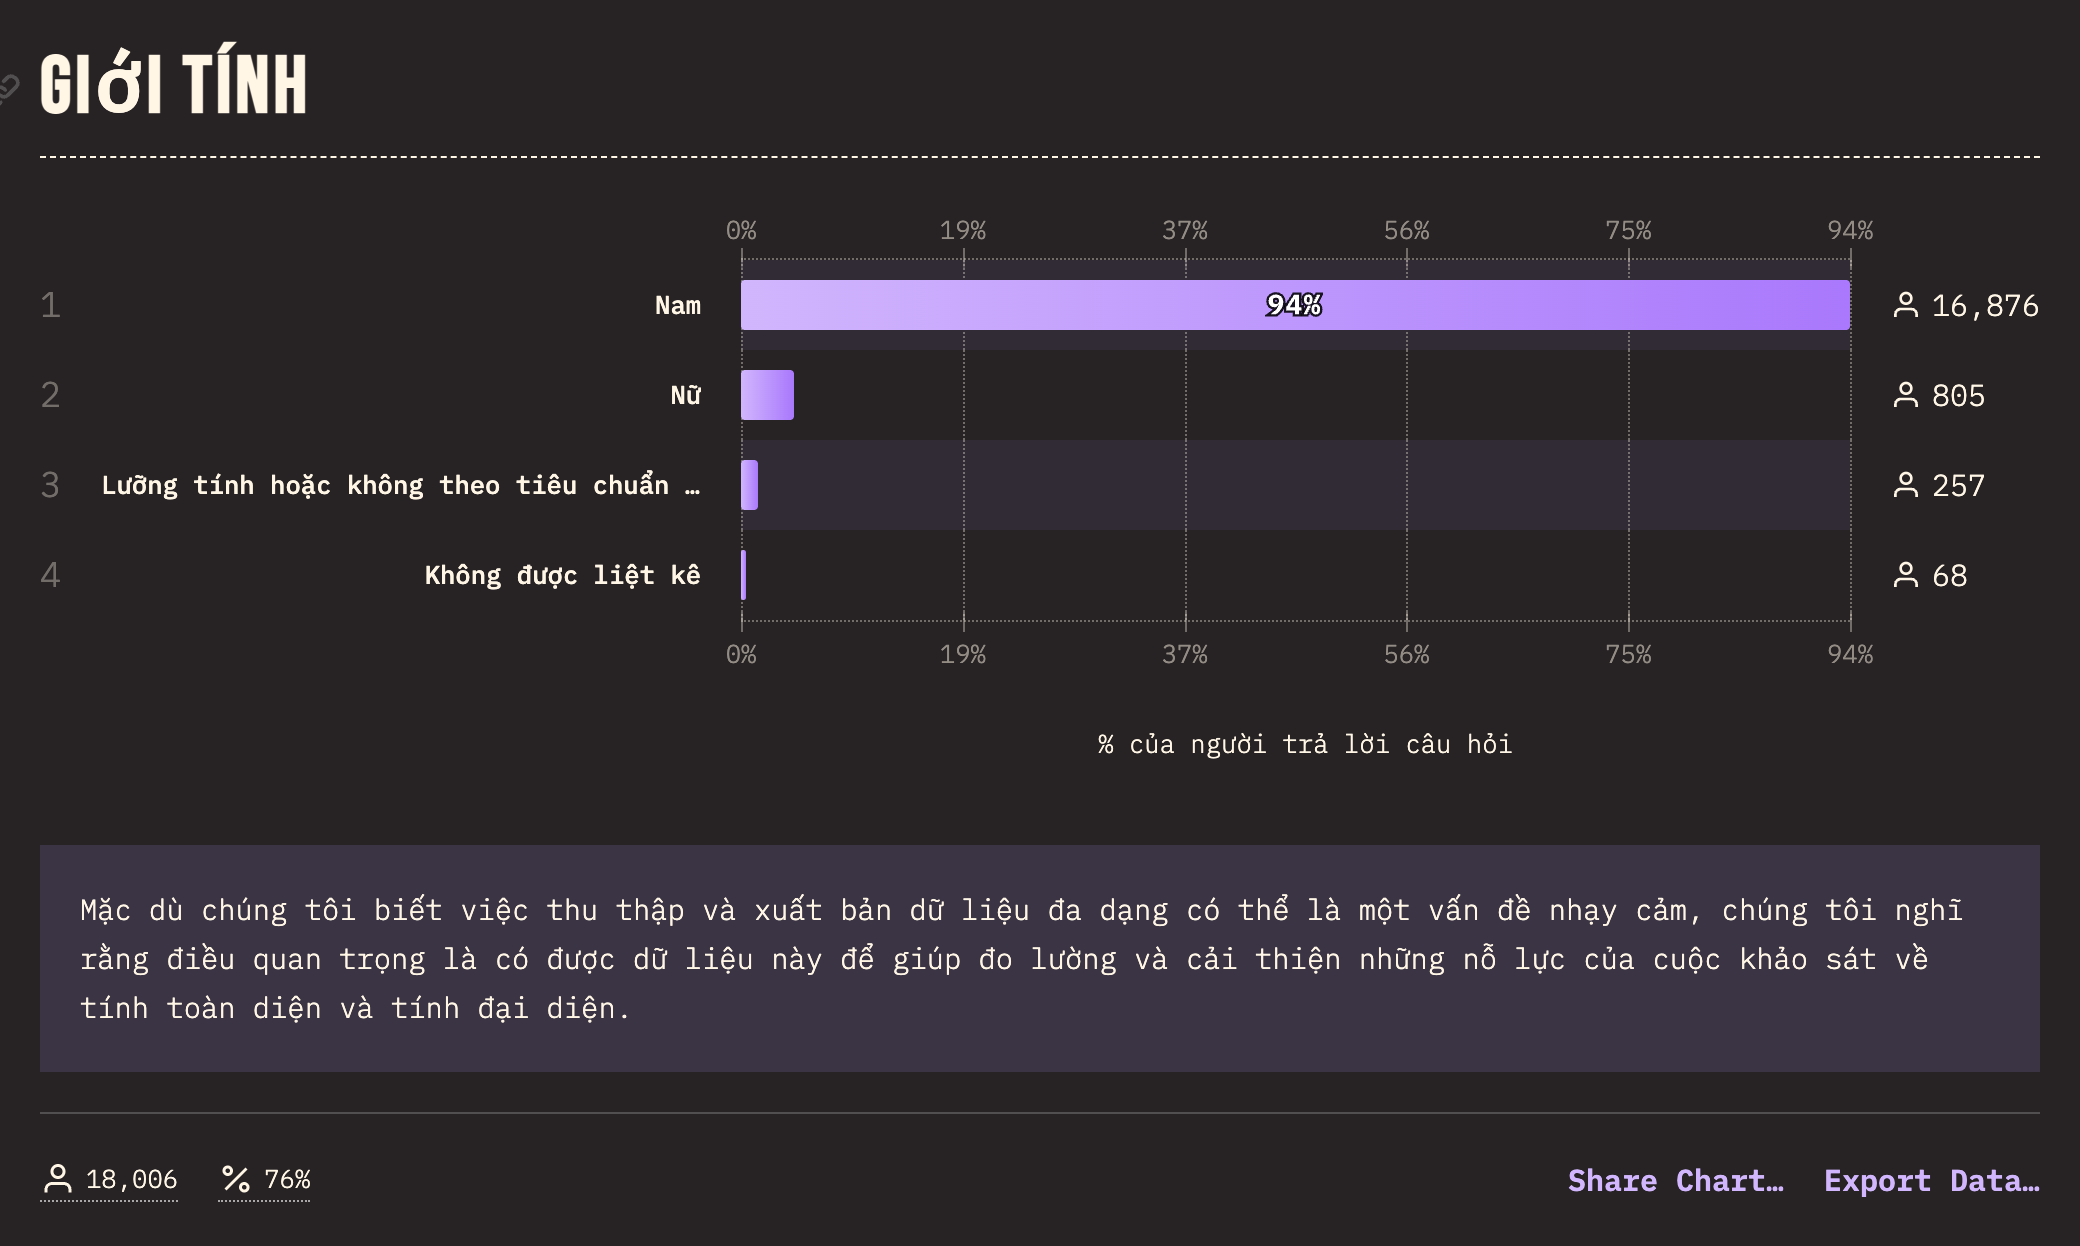 GIỚI TÍNH
0% 19% 37% 56% 75% 94%
1 Nam 94% 16,876
2 Nữ 805
3 Lưỡng tính hoặc không theo tiêu chuẩn … 257
4 Không được liệt kê 68
0% 19% 37% 56% 75% 94%
% của người trả lời câu hỏi
Mặc dù chúng tôi biết việc thu thập và xuất bản dữ liệu đa dạng có thể là một vấn đề nhạy cảm, chúng tôi nghĩ
rằng điều quan trọng là có được dữ liệu này để giúp đo lường và cải thiện những nỗ lực của cuộc khảo sát về
tính toàn diện và tính đại diện.
18,006 % 76% Share Chart… Export Data…